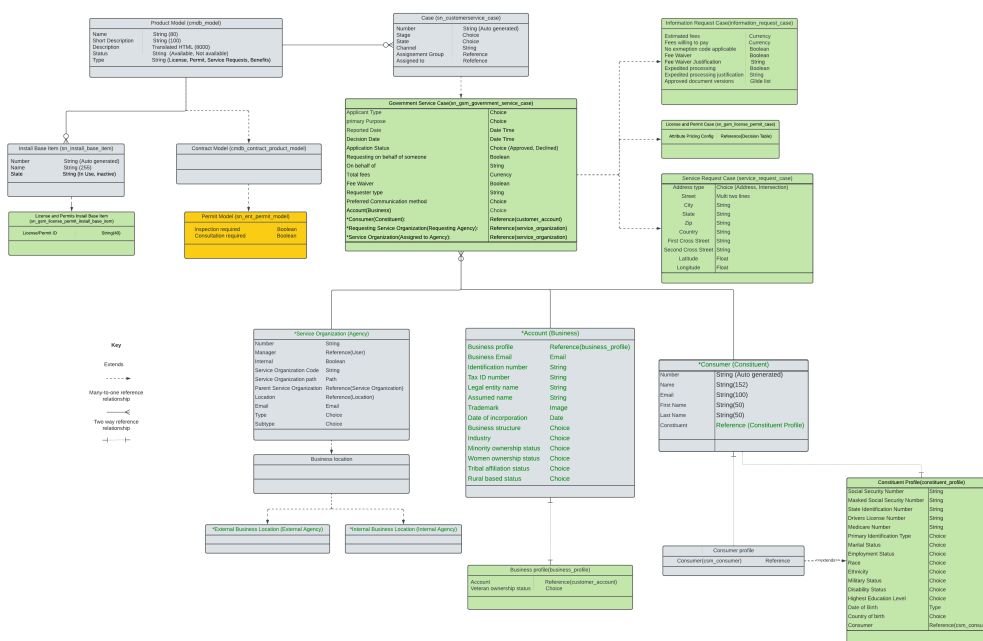 Product Model (cmdb_model)
Name String (80)
Short Description String (100)
Description Translated HTML (8000)
Status String (Available, Not available)
Type String (License, Permit, Service Requests, Benefits)
Case (sn_customerservice_case)
Number String (Auto generated)
Stage Choice
State Choice
Channel String
Assignement Group Reference
Assigned to Reference
Information Request Case(information_request_case)
Estimated fees Currency
Fees willing to pay Currency
No exmeption code applicable Boolean
Fee Waiver Boolean
Fee Waiver Justification String
Expedited processing Boolean
Expedited processing justification String
Approved document versions Glide list
Government Service Case(sn_gsm_government_service_case)
Applicant Type Choice
primary Purpose Choice
Reported Date Date Time
Decision Date Date Time
Application Status Choice (Approved, Declined)
Requesting on behalf of someone Boolean
On behalf of String
Total fees Currency
Fee Waiver Boolean
Requester type String
Preferred Communication method Choice
Account(Business) Choice
*Consumer(Constituent): Reference(customer_account)
*Requesting Service Organization(Requesting Agency): Reference(service_organization)
*Service Organization(Assigned to Agency): Reference(service_organization)
License and Permit Case (sn_gsm_license_permit_case)
Attribute Pricing Config Reference(Decision Table)
Install Base Item (sn_install_base_item)
Number String (Auto generated)
Name String (255)
State String (In Use, inactive)
Contract Model (cmdb_contract_product_model)
Service Request Case (service_request_case)
Address type Choice (Address, Intersection)
Street Multi two lines
City String
State String
Zip String
Country String
First Cross Street String
Second Cross Street String
Latitude Float
Longitude Float
License and Permits Install Base item
(sn_gsm_license_permit_install_base_item)
License/Permit ID String(40)
Permit Model (sn_ent_permit_model)
Inspection required Boolean
Consultation required Boolean
Key
Extends
Many-to-one reference
relationship
Two way reference
relationship
*Service Organization (Agency)
Number String
Manager Reference(User)
Internal Boolean
Service Organization Code String
Service Organization path Path
Parent Service Organization Reference(Service Organization)
Location Reference(Location)
Email Email
Type Choice
Subtype Choice
Business location
*External Business Location (External Agency)
*Internal Business Location (Internal Agency)
*Account (Business)
Business profile Reference(business_profile)
Business Email Email
Identification number String
Tax ID number String
Legal entity name String
Assumed name String
Trademark Image
Date of incorporation Date
Business structure Choice
Industry Choice
Minority ownership status Choice
Women ownership status Choice
Tribal affiliation status Choice
Rural based status Choice
Business profile(business_profile)
Account Reference(customer_account)
Veteran ownership status Choice
*Consumer (Constituent)
Number String (Auto generated)
Name String(152)
Email String(100)
First Name String(50)
Last Name String(50)
Constituent Reference (Constituent Profile)
Consumer profile
Consumer(csm_consumer) Reference
<<extends>>
Constituent Profile(constituent_profile)
Social Security Number String
Masked Social Security Number String
State Identification Number String
Drivers License Number String
Medicare Number String
Primary Identification Type Choice
Marital Status Choice
Employment Status Choice
Race Choice
Ethnicity Choice
Military Status Choice
Disability Status Choice
Highest Education Level Choice
Date of Birth Type
Country of birth Choice
Consumer Reference(csm_consu